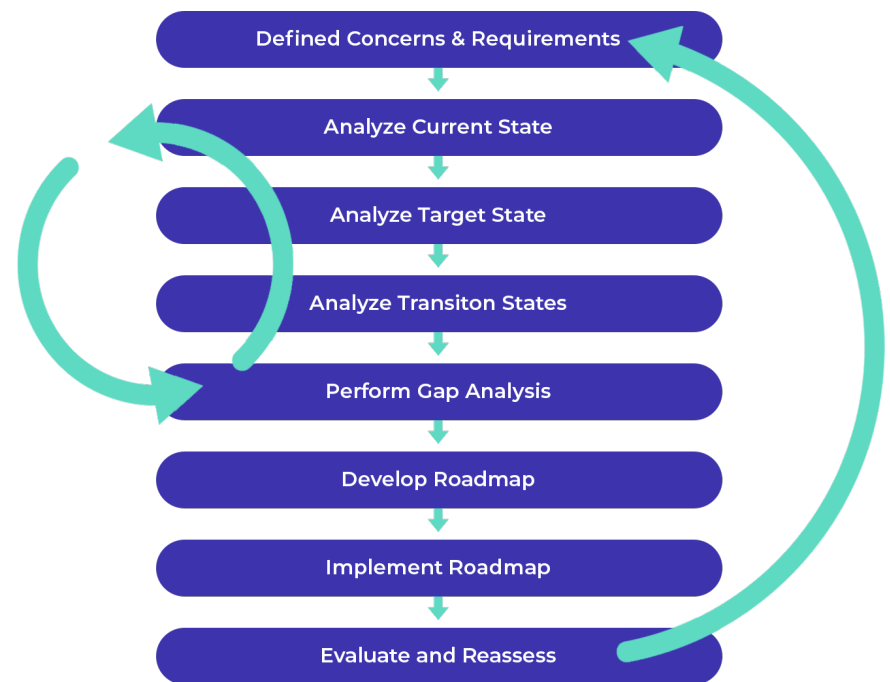 Defined Concerns & Requirements
Analyze Current State
Analyze Target State
Analyze Transiton States
Perform Gap Analysis
Develop Roadmap
Implement Roadmap
Evaluate and Reassess